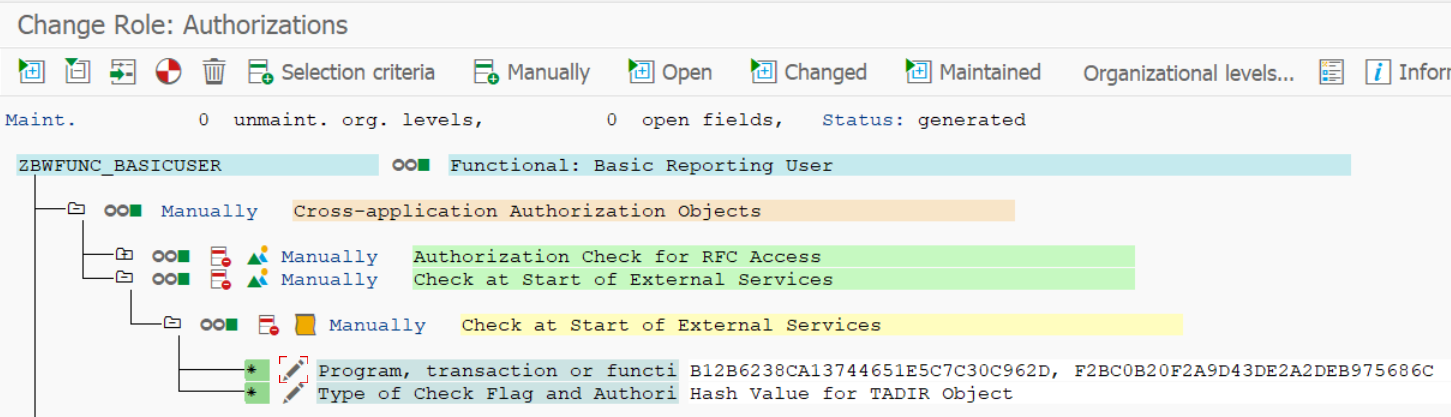 Change Role: Authorizations
Selection criteria Manually Open Changed Maintained Organizational levels... Inform
Maint. 0 unmaint. org. levels, 0 open fields, Status: generated
ZBWFUNC_BASICUSER Functional: Basic Reporting User
Manually Cross-application Authorization Objects
Manually Authorization Check for RFC Access
Manually Check at Start of External Services
Manually Check at Start of External Services
* Program, transaction or functi B12B6238CA13744651E5C7C30C962D, F2BC0B20F2A9D43DE2A2DEB975686C
* Type of Check Flag and Authori Hash Value for TADIR Object